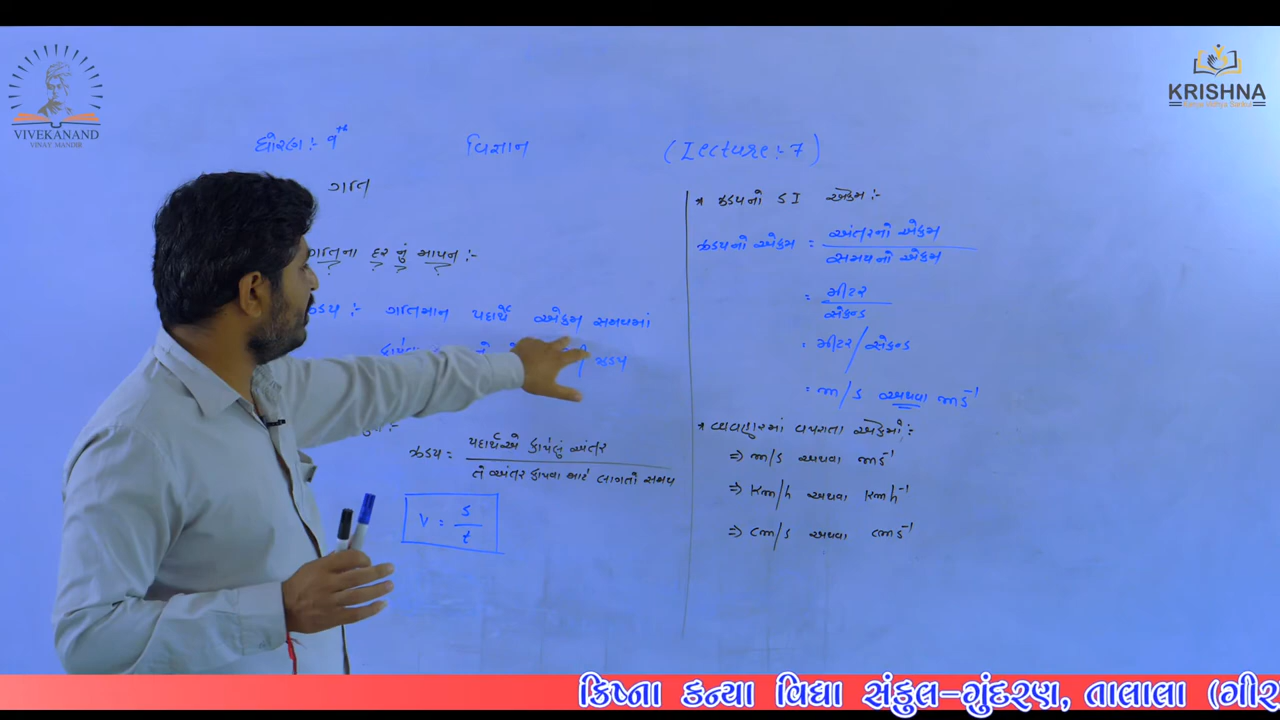 VIVEKANAND
VINAY MANDIR
KRISHNA
ધોરણ :- 9th વિજ્ઞાન (Lecture :- 7)
ગતિ
ગતિના દર નું માપન :-
ઝડપ :- ગતિમાન પદાર્થે એકમ સમયમાં
ઝડપ
ઝડપ = પદાર્થએ કાપેલું અંતર
તે અંતર કાપવા માટે લાગતો સમય
V = s
t
* ઝડપનો SI એકમ :-
ઝડપનો એકમ = અંતરનો એકમ
સમયનો એકમ
= મીટર
સેકન્ડ
= મીટર/સેકન્ડ
= m/s અથવા ms⁻¹
* વ્યવહારમાં વપરાતા એકમો :-
⇒ m/s અથવા ms⁻¹
⇒ Km/h અથવા Kmh⁻¹
⇒ cm/s અથવા cms⁻¹
ક્રિષ્ના કન્યા વિદ્યા સંકુલ-ગુંદરણ, તાલાલા (ગીર